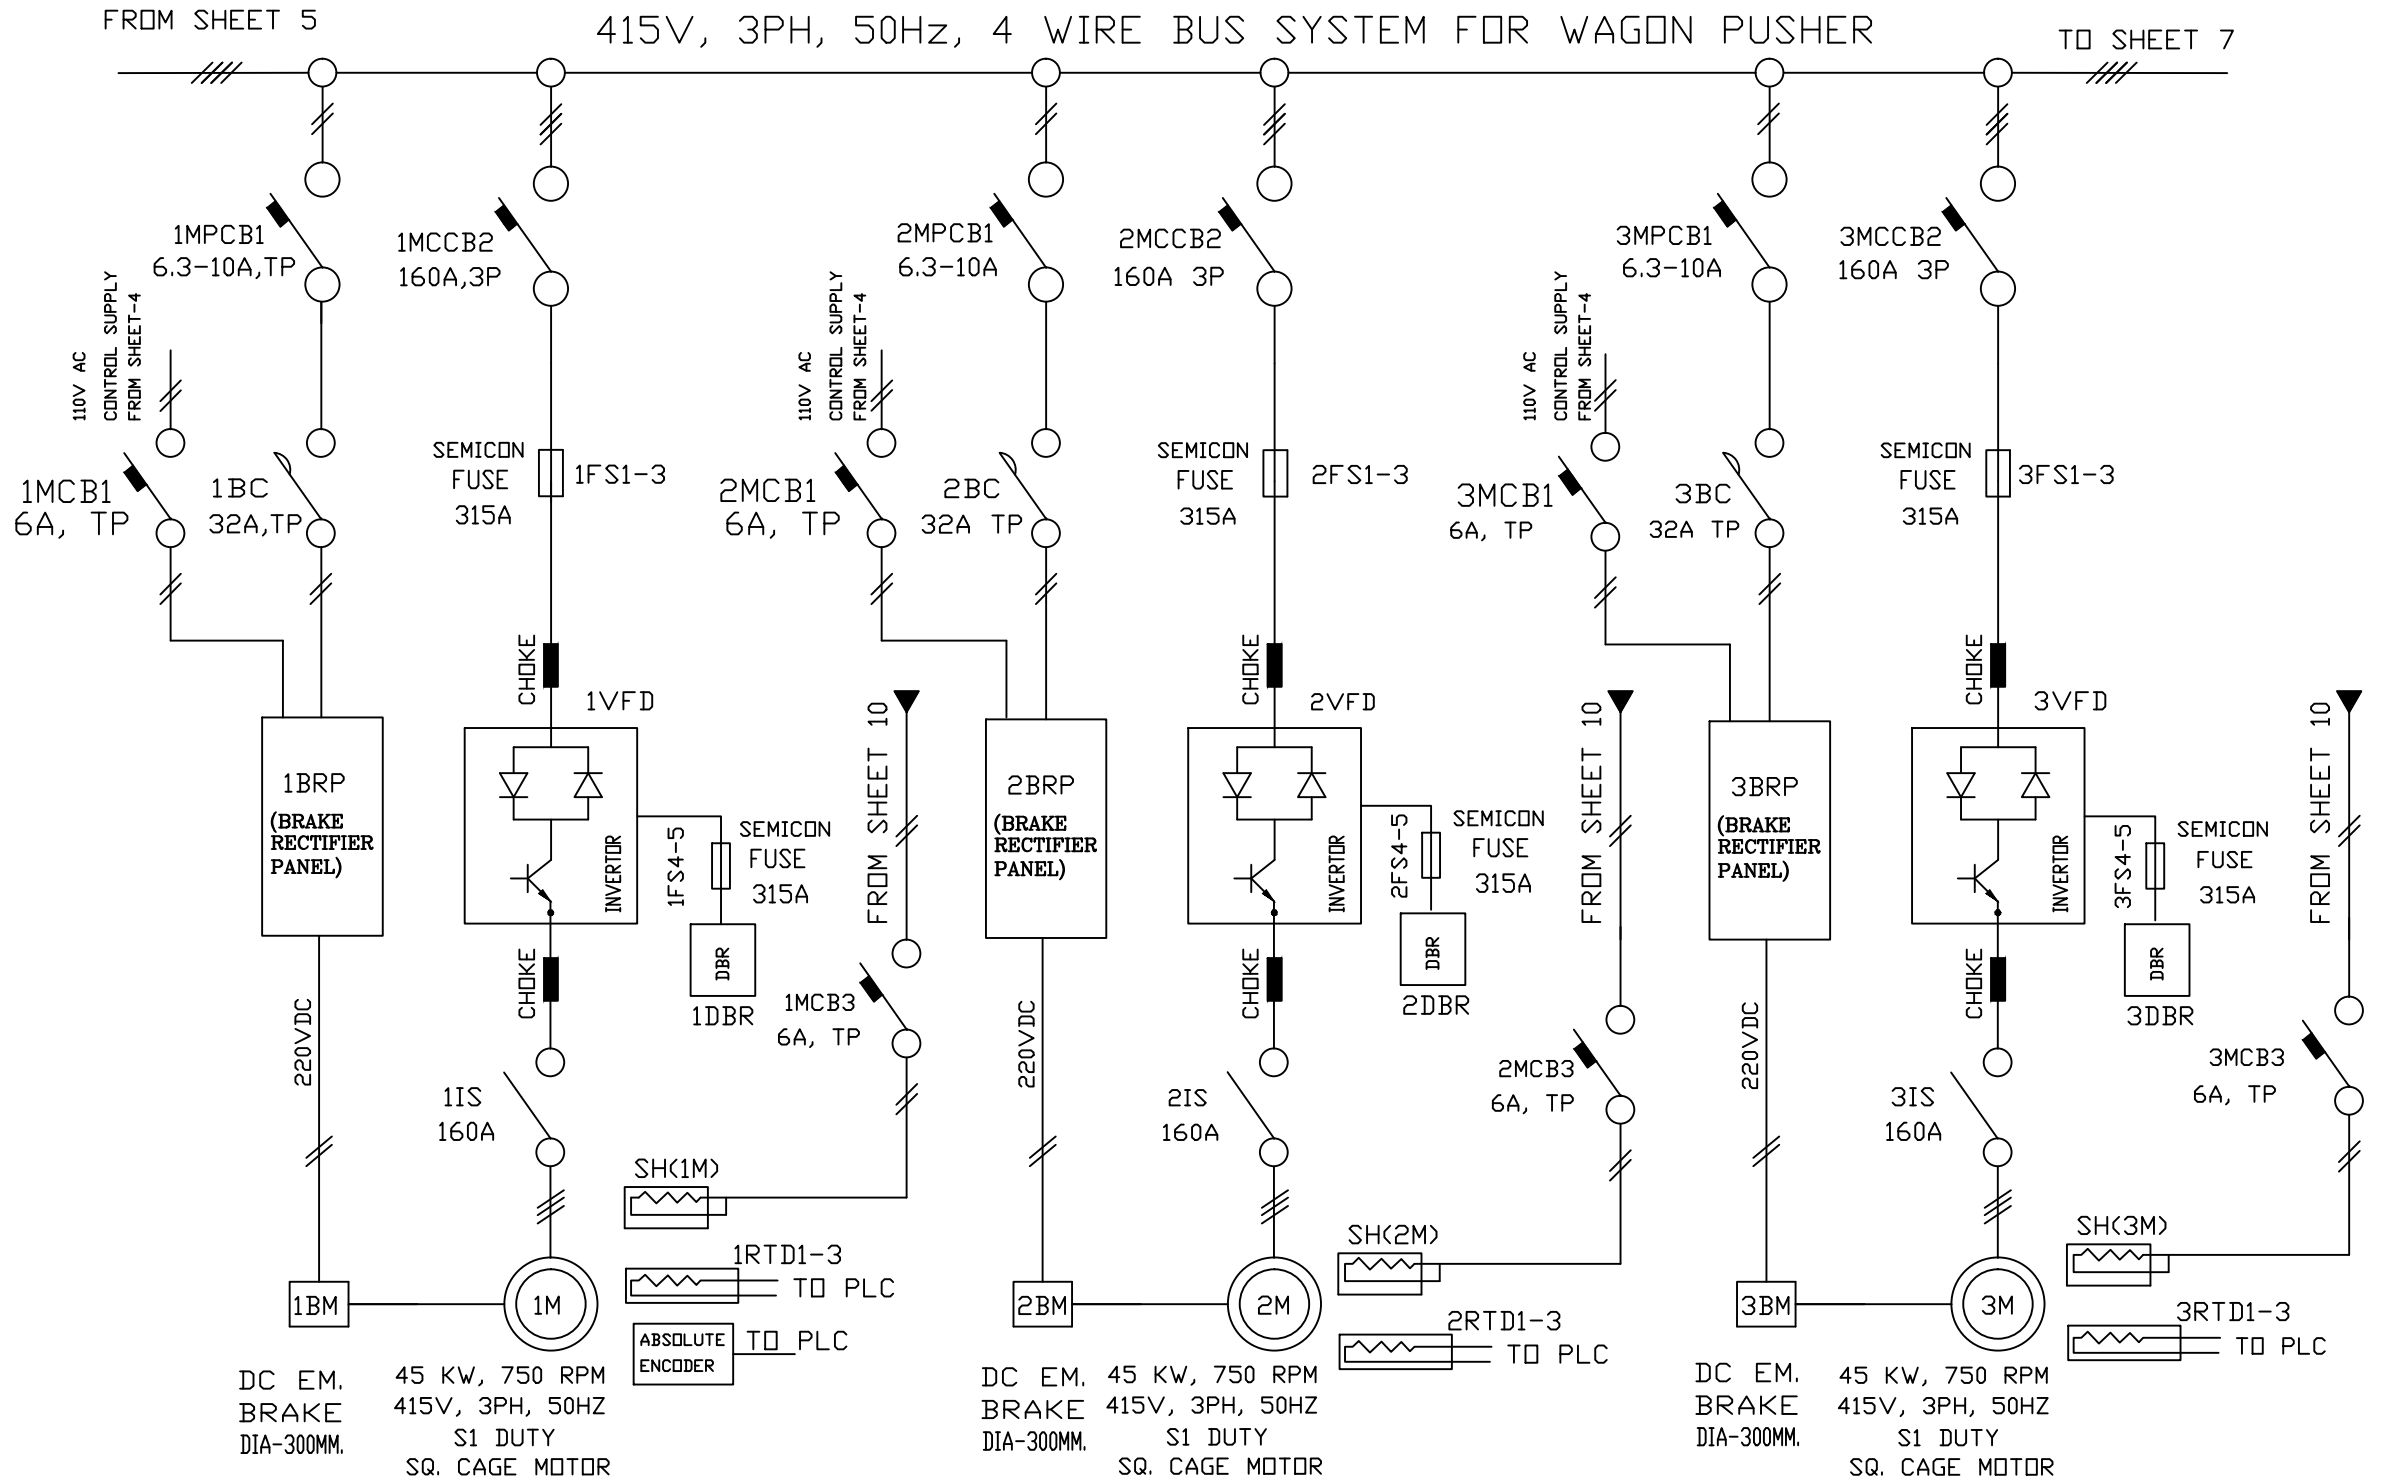 FROM SHEET 5
415V, 3PH, 50Hz, 4 WIRE BUS SYSTEM FOR WAGON PUSHER
TO SHEET 7
1MPCB1
6.3-10A,TP
110V AC
CONTROL SUPPLY
FROM SHEET-4
1MCB1
6A, TP
1BC
32A,TP
1BRP
(BRAKE
RECTIFIER
PANEL)
220VDC
1BM
DC EM.
BRAKE
DIA-300MM.
1MCCB2
160A,3P
SEMICON
FUSE
315A
1FS1-3
CHOKE
1VFD
INVERTOR
1FS4-5
SEMICON
FUSE
315A
DBR
1DBR
CHOKE
1IS
160A
FROM SHEET 10
1MCB3
6A, TP
SH(1M)
1RTD1-3
TO PLC
ABSOLUTE
ENCODER
TO PLC
1M
45 KW, 750 RPM
415V, 3PH, 50HZ
S1 DUTY
SQ. CAGE MOTOR
2MPCB1
6.3-10A
110V AC
CONTROL SUPPLY
FROM SHEET-4
2MCB1
6A, TP
2BC
32A TP
2BRP
(BRAKE
RECTIFIER
PANEL)
220VDC
2BM
DC EM.
BRAKE
DIA-300MM.
2MCCB2
160A 3P
SEMICON
FUSE
315A
2FS1-3
CHOKE
2VFD
INVERTOR
2FS4-5
SEMICON
FUSE
315A
DBR
2DBR
CHOKE
2IS
160A
FROM SHEET 10
2MCB3
6A, TP
SH(2M)
2RTD1-3
TO PLC
2M
45 KW, 750 RPM
415V, 3PH, 50HZ
S1 DUTY
SQ. CAGE MOTOR
3MPCB1
6.3-10A
110V AC
CONTROL SUPPLY
FROM SHEET-4
3MCB1
6A, TP
3BC
32A TP
3BRP
(BRAKE
RECTIFIER
PANEL)
220VDC
3BM
DC EM.
BRAKE
DIA-300MM.
3MCCB2
160A 3P
SEMICON
FUSE
315A
3FS1-3
CHOKE
3VFD
INVERTOR
3FS4-5
SEMICON
FUSE
315A
DBR
3DBR
CHOKE
3IS
160A
FROM SHEET 10
3MCB3
6A, TP
SH(3M)
3RTD1-3
TO PLC
3M
45 KW, 750 RPM
415V, 3PH, 50HZ
S1 DUTY
SQ. CAGE MOTOR